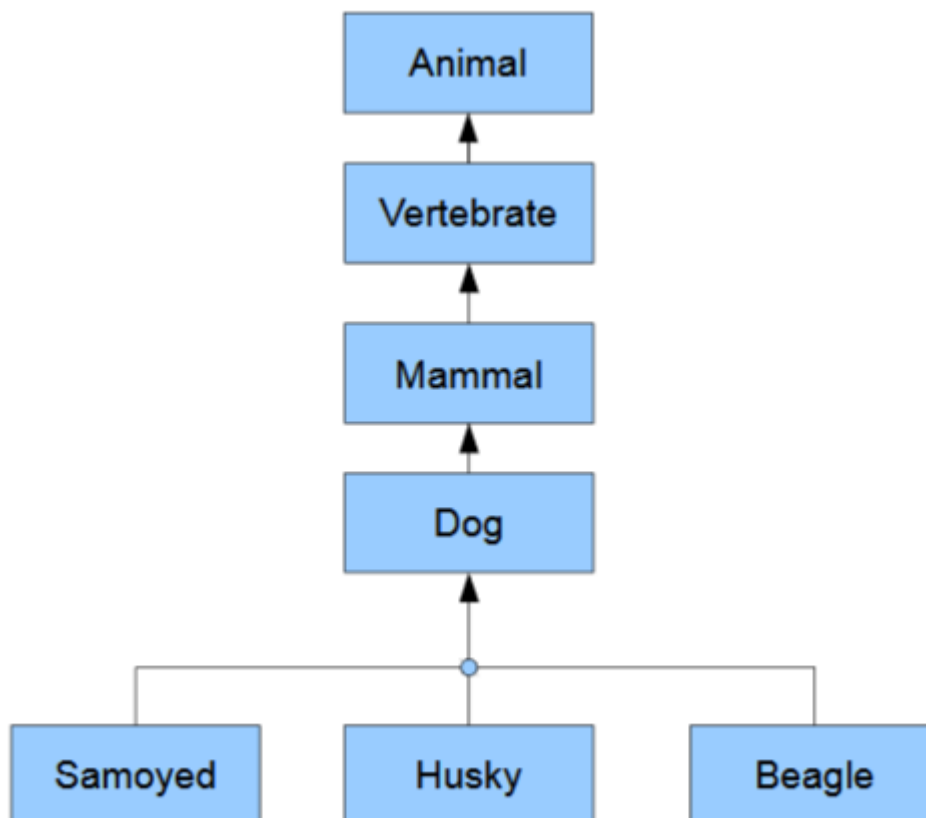 Animal
Vertebrate
Mammal
Dog
Samoyed
Husky
Beagle